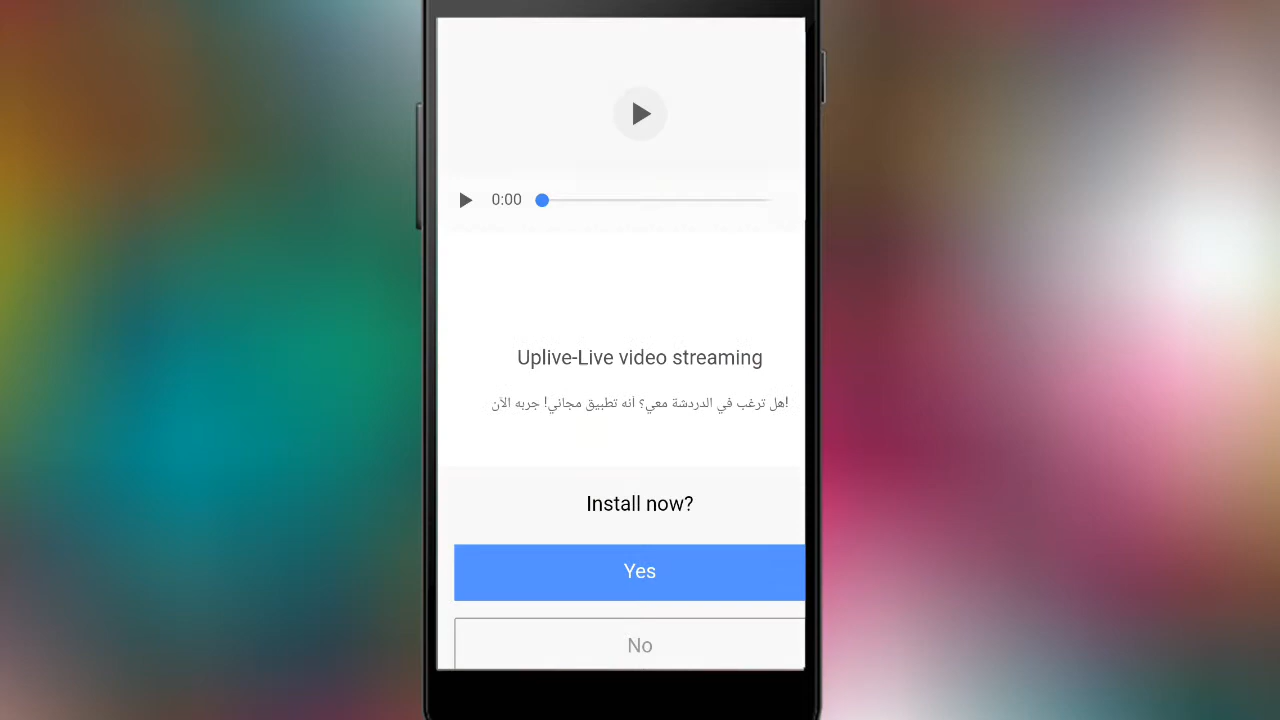 0:00
Uplive-Live video streaming
!هل ترغب في الدردشة معي؟ أنه تطبيق مجاني! جربه الآن
Install now?
Yes
No